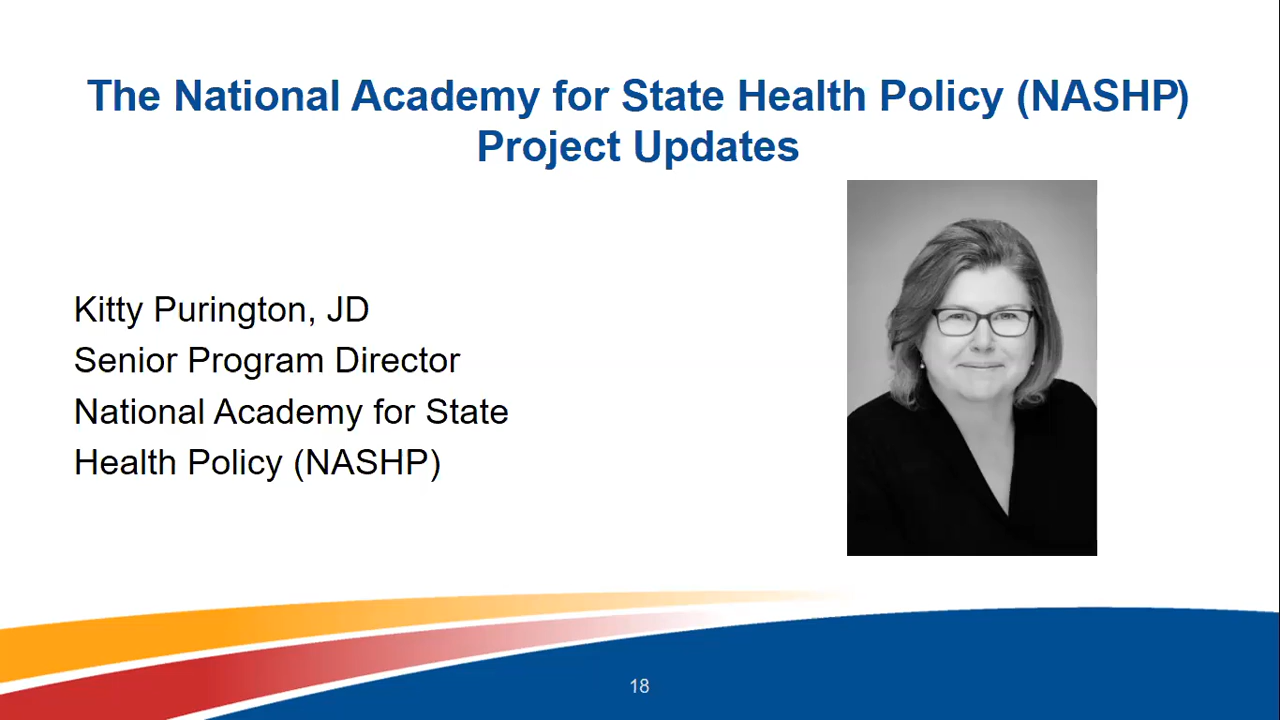 The National Academy for State Health Policy (NASHP)
Project Updates
Kitty Purington, JD
Senior Program Director
National Academy for State
Health Policy (NASHP)
18